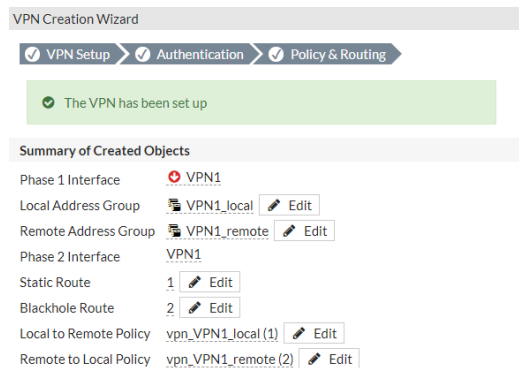 VPN Creation Wizard
VPN Setup Authentication Policy & Routing
The VPN has been set up
Summary of Created Objects
Phase 1 Interface VPN1
Local Address Group VPN1_local Edit
Remote Address Group VPN1_remote Edit
Phase 2 Interface VPN1
Static Route 1 Edit
Blackhole Route 2 Edit
Local to Remote Policy vpn_VPN1_local (1) Edit
Remote to Local Policy vpn_VPN1_remote (2) Edit